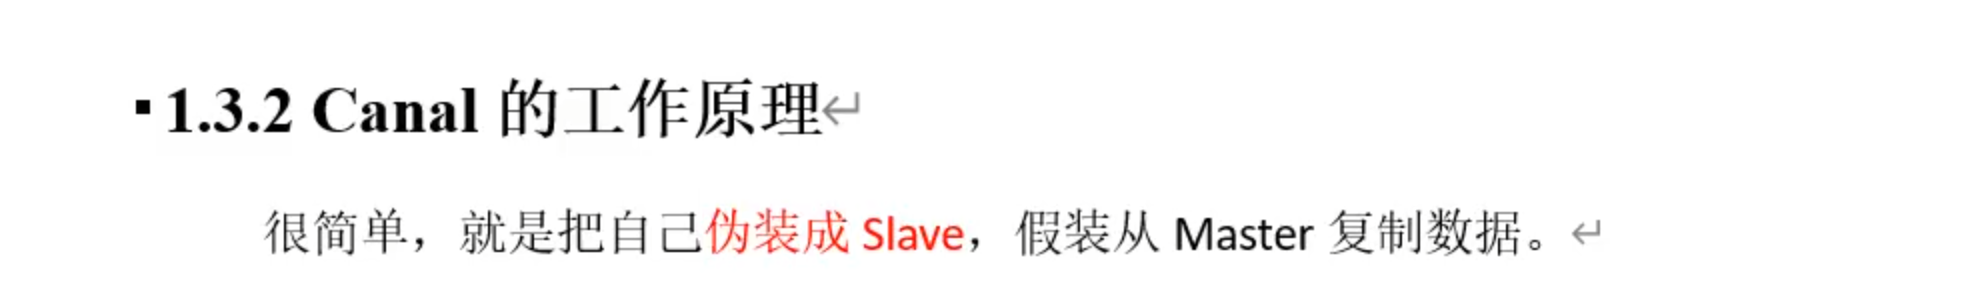 ▪ 1.3.2 Canal 的工作原理↵
很简单，就是把自己伪装成 Slave，假装从 Master 复制数据。↵